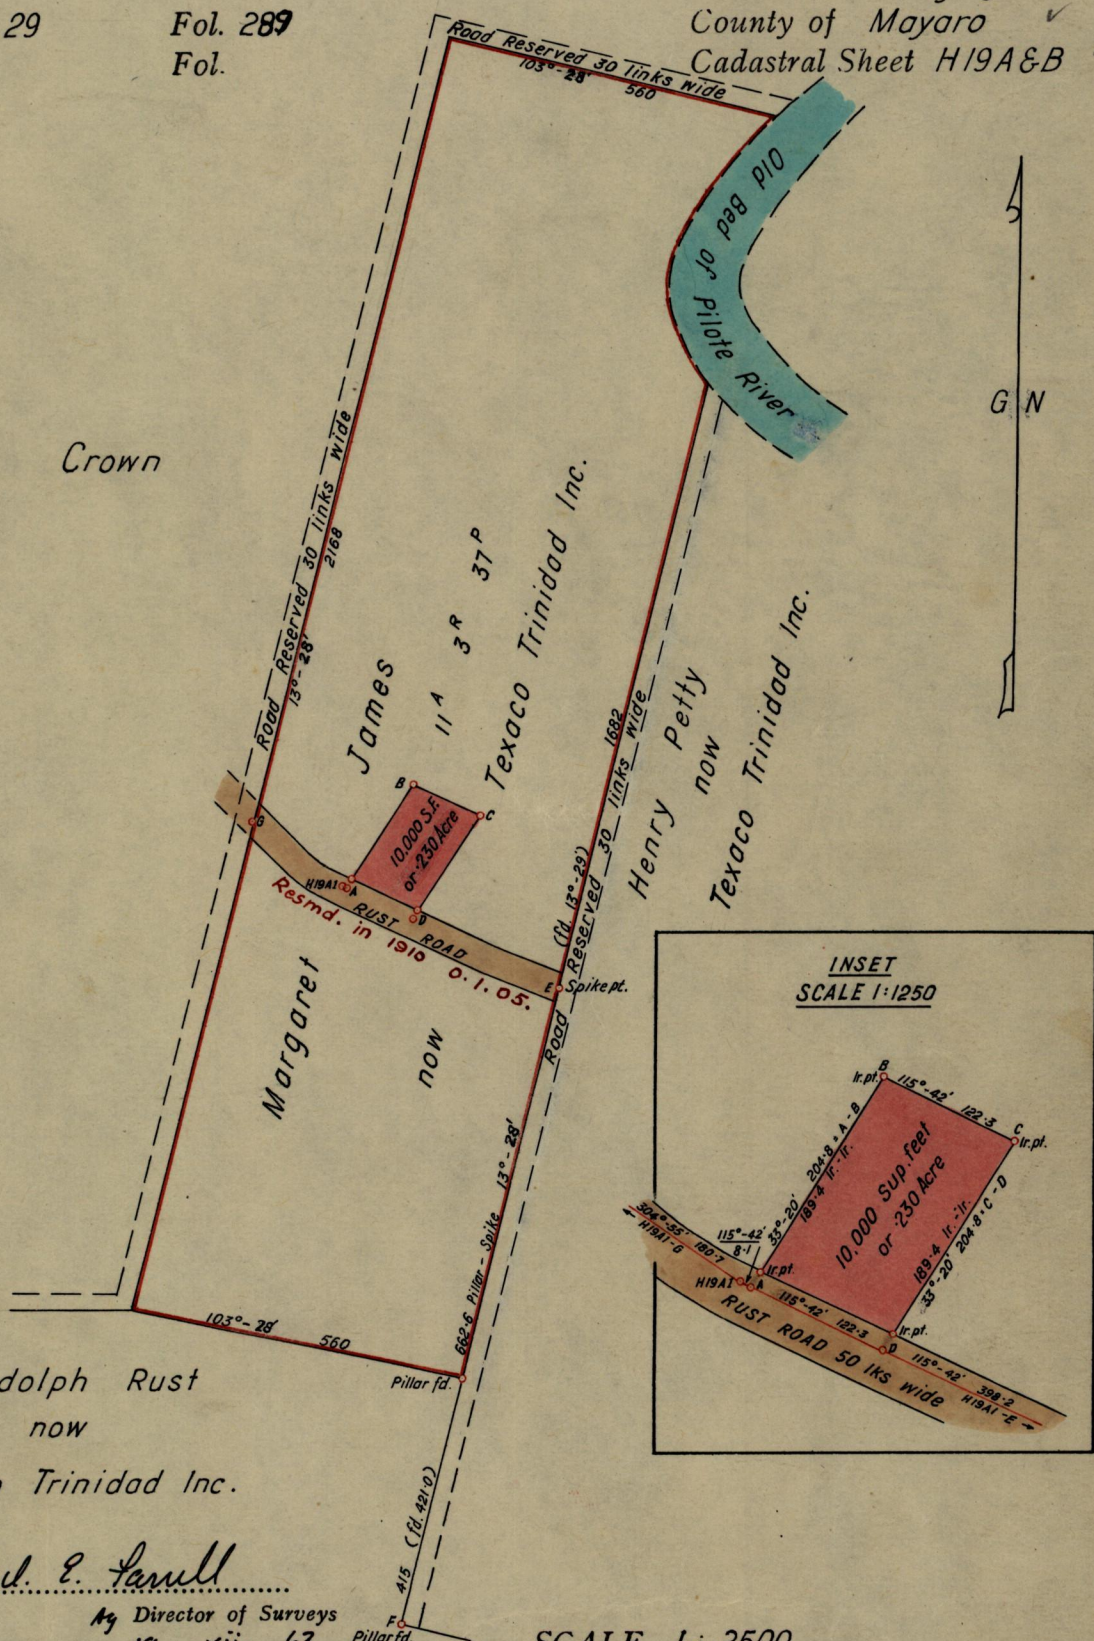 29 Fol. 289
Fol.
County of Mayaro
Cadastral Sheet H19A&B
Road Reserved 30 links wide
103°-28' 560
Old Bed of Pilote River
G N
Crown
Road Reserved 30 links wide
13°-28' 2168
Margaret James
11A 3R 37P
now Texaco Trinidad Inc.
1682
(fd. 13°-29')
Road Reserved 30 links wide
Henry Petty
now
Texaco Trinidad Inc.
B
C
10.000 S.F.
or .230 Acre
G
H19A1 A
D
RUST ROAD
Resmd. in 1910 0.1.05.
E Spike pt.
662.6 Pillar - Spike 13°-28'
103°-28' 560
Pillar fd.
dolph Rust
now
Trinidad Inc.
415 (fd. 421.0)
F
Pillar fd.
Director of Surveys
SCALE 1: 2500
INSET
SCALE 1:1250
B
Ir.pt.
115°-42' 122.3
C
Ir.pt.
33°-20' 204.8 = A - B
189.4 Ir. - Ir.
10.000 Sup. feet
or .230 Acre
189.4 Ir. - Ir.
33°-20' 204.8 = C - D
304°-55' 180.7
H19A1-G
115°-42'
8.1
Ir.pt.
H19A1 A
115°-42' 122.3
Ir.pt.
D
115°-42' 398.2
H19A1-E
RUST ROAD 50 lks wide